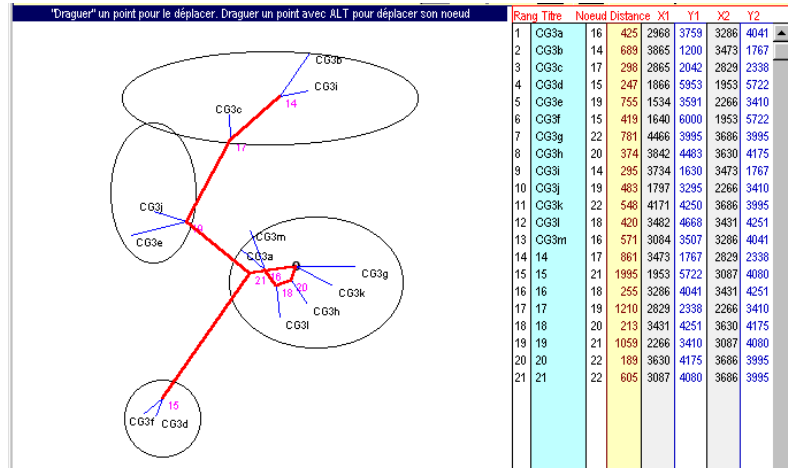 "Draguer" un point pour le déplacer. Draguer un point avec ALT pour déplacer son noeud
CG3b
CG3i
14
CG3c
17
CG3j
19
CG3e
CG3m
CG3a
21 16
18 20
CG3g
CG3k
CG3h
CG3l
15
CG3f CG3d
Rang Titre Noeud Distance X1 Y1 X2 Y2
1 CG3a 16 425 2968 3759 3286 4041
2 CG3b 14 689 3865 1200 3473 1767
3 CG3c 17 298 2865 2042 2829 2338
4 CG3d 15 247 1866 5953 1953 5722
5 CG3e 19 755 1534 3591 2266 3410
6 CG3f 15 419 1640 6000 1953 5722
7 CG3g 22 781 4466 3995 3686 3995
8 CG3h 20 374 3842 4483 3630 4175
9 CG3i 14 295 3734 1630 3473 1767
10 CG3j 19 483 1797 3295 2266 3410
11 CG3k 22 548 4171 4250 3686 3995
12 CG3l 18 420 3482 4668 3431 4251
13 CG3m 16 571 3084 3507 3286 4041
14 14 17 861 3473 1767 2829 2338
15 15 21 1995 1953 5722 3087 4080
16 16 18 255 3286 4041 3431 4251
17 17 19 1210 2829 2338 2266 3410
18 18 20 213 3431 4251 3630 4175
19 19 21 1059 2266 3410 3087 4080
20 20 22 189 3630 4175 3686 3995
21 21 22 605 3087 4080 3686 3995